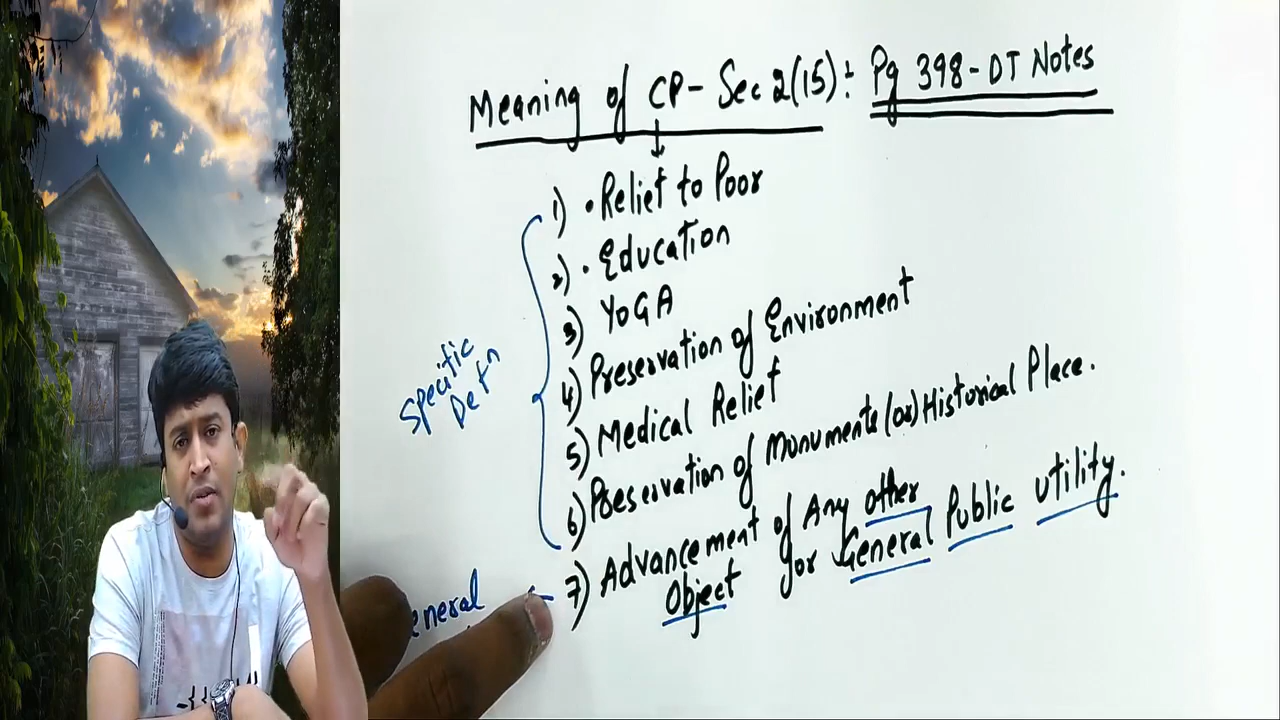 Meaning of CP - Sec 2(15): Pg 398 - DT Notes
1) • Relief to Poor
2) • Education
3) YOGA
4) Preservation of Environment
5) Medical Relief
6) Preservation of Monuments (or) Historical Place.
7) Advancement of Any other
Object for General Public utility.
Specific
Defn
eneral